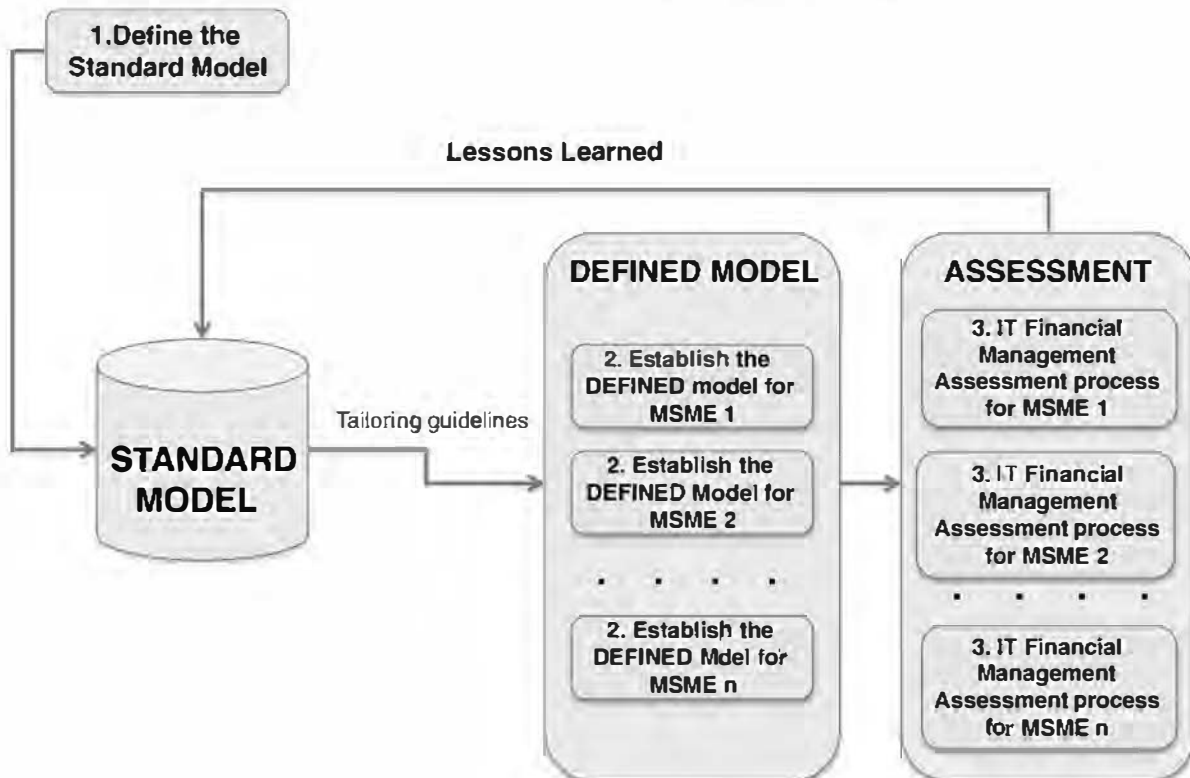 1.Define the
Standard Model
Lessons Learned
STANDARD
MODEL
Tailoring guidelines
DEFINED MODEL
2. Establish the
DEFINED model for
MSME 1
2. Establish the
DEFINED Model for
MSME 2
. . . .
2. Establish the
DEFINED Mdel for
MSME n
ASSESSMENT
3. IT Financial
Management
Assessment process
for MSME 1
3. IT Financial
Management
Assessment process
for MSME 2
. . . .
3. IT Financial
Management
Assessment process
for MSME n